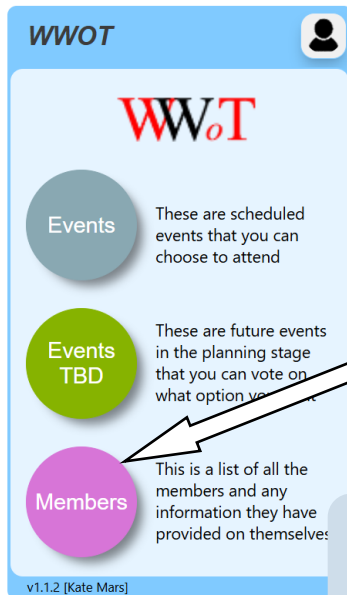 WWOT
WWoT
Events
These are scheduled
events that you can
choose to attend
Events
TBD
These are future events
in the planning stage
that you can vote on
what option
Members
This is a list of all the
members and any
information they have
provided on themselves
v1.1.2 [Kate Mars]